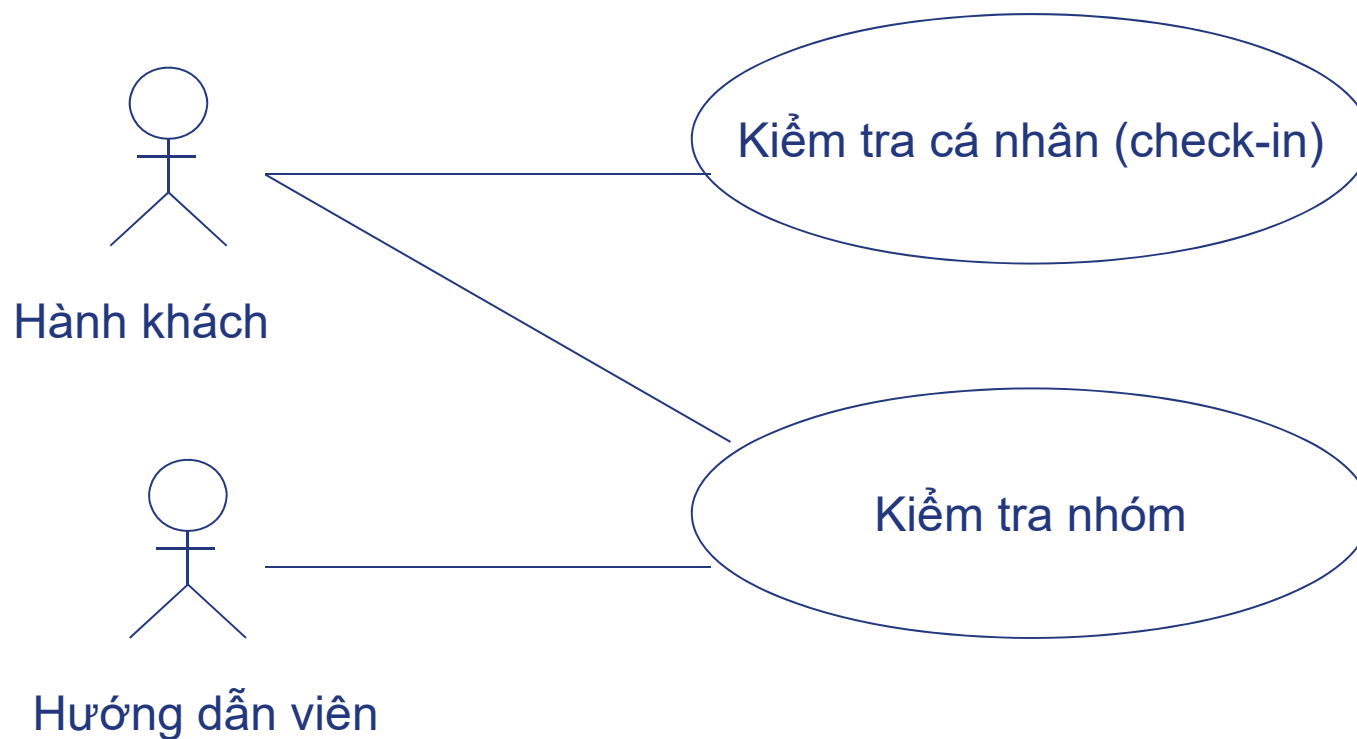 Kiểm tra cá nhân (check-in)
Hành khách
Kiểm tra nhóm
Hướng dẫn viên